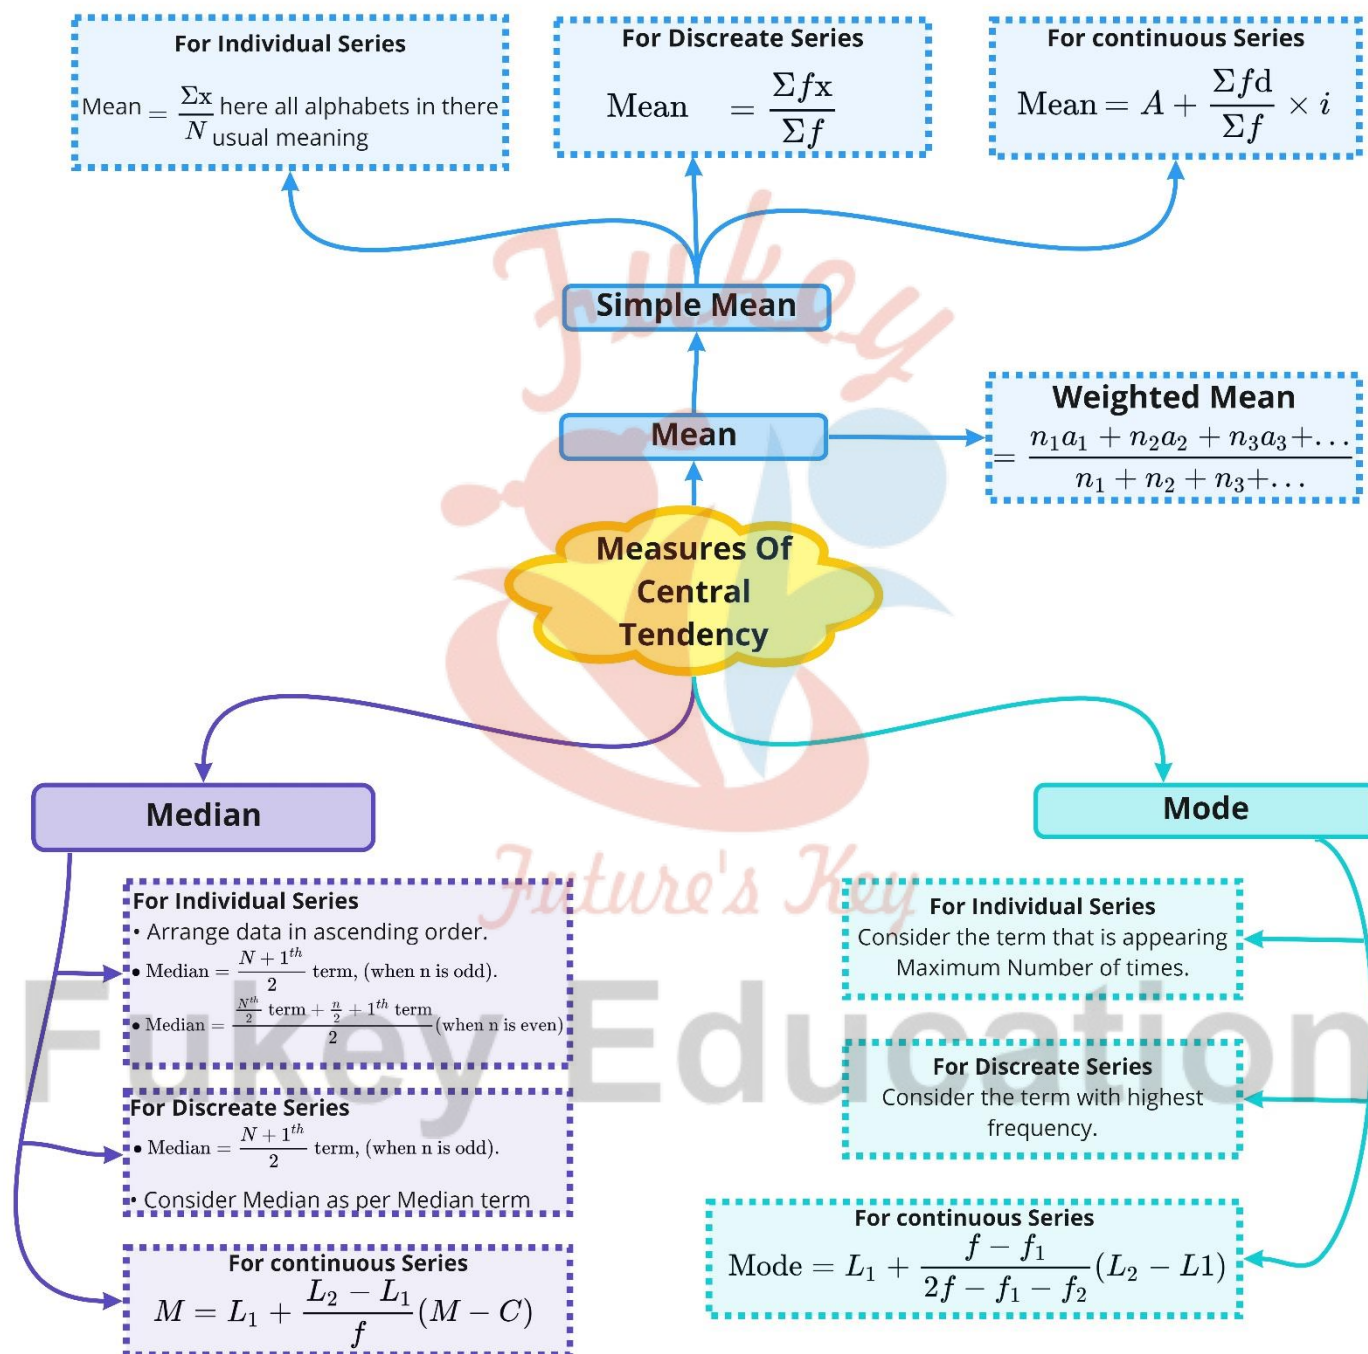 For Individual Series
Mean = Σx/N here all alphabets in there
usual meaning
For Discreate Series
Mean = Σfx/Σf
For continuous Series
Mean = A + Σfd/Σf × i
Simple Mean
Mean
Weighted Mean
= (n₁a₁ + n₂a₂ + n₃a₃+...)/(n₁ + n₂ + n₃+...)
Measures Of
Central
Tendency
Median
For Individual Series
• Arrange data in ascending order.
• Median = (N + 1ᵗʰ)/2 term, (when n is odd).
• Median = (Nᵗʰ/2 term + n/2 + 1ᵗʰ term)/2 (when n is even)
For Discreate Series
• Median = (N + 1ᵗʰ)/2 term, (when n is odd).
• Consider Median as per Median term
For continuous Series
M = L₁ + (L₂ − L₁)/f (M − C)
Mode
For Individual Series
Consider the term that is appearing
Maximum Number of times.
For Discreate Series
Consider the term with highest
frequency.
For continuous Series
Mode = L₁ + (f − f₁)/(2f − f₁ − f₂) (L₂ − L1)
Fukey
Future's Key
Fukey Education